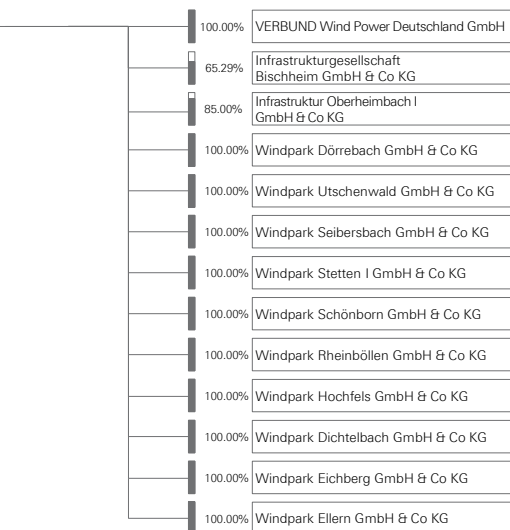 100.00% VERBUND Wind Power Deutschland GmbH
65.29% Infrastrukturgesellschaft
Bischheim GmbH & Co KG
85.00% Infrastruktur Oberheimbach I
GmbH & Co KG
100.00% Windpark Dörrebach GmbH & Co KG
100.00% Windpark Utschenwald GmbH & Co KG
100.00% Windpark Seibersbach GmbH & Co KG
100.00% Windpark Stetten I GmbH & Co KG
100.00% Windpark Schönborn GmbH & Co KG
100.00% Windpark Rheinböllen GmbH & Co KG
100.00% Windpark Hochfels GmbH & Co KG
100.00% Windpark Dichtelbach GmbH & Co KG
100.00% Windpark Eichberg GmbH & Co KG
100.00% Windpark Ellern GmbH & Co KG